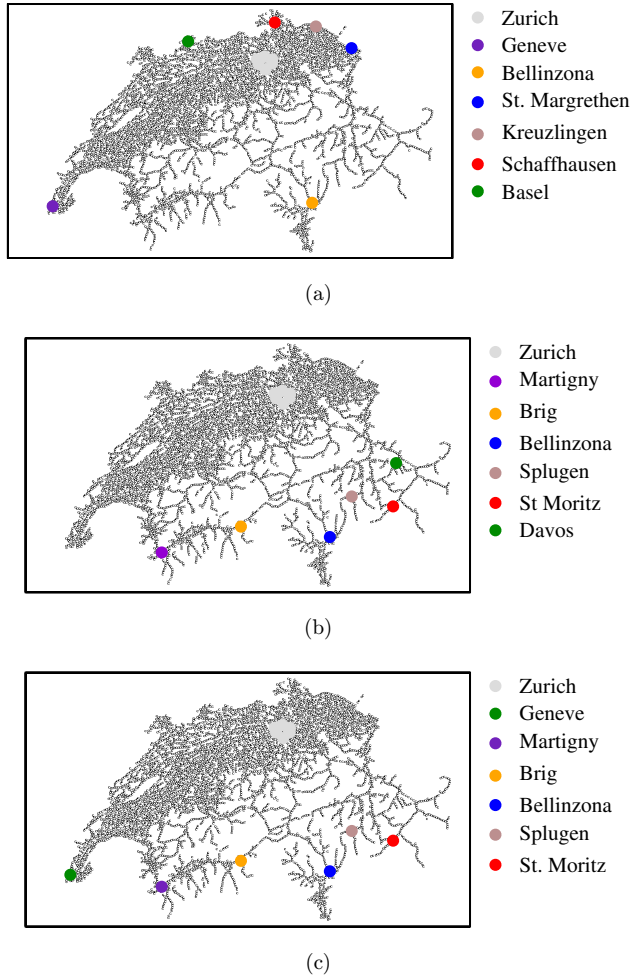 Zurich
Geneve
Bellinzona
St. Margrethen
Kreuzlingen
Schaffhausen
Basel
(a)
Zurich
Martigny
Brig
Bellinzona
Splugen
St Moritz
Davos
(b)
Zurich
Geneve
Martigny
Brig
Bellinzona
Splugen
St. Moritz
(c)